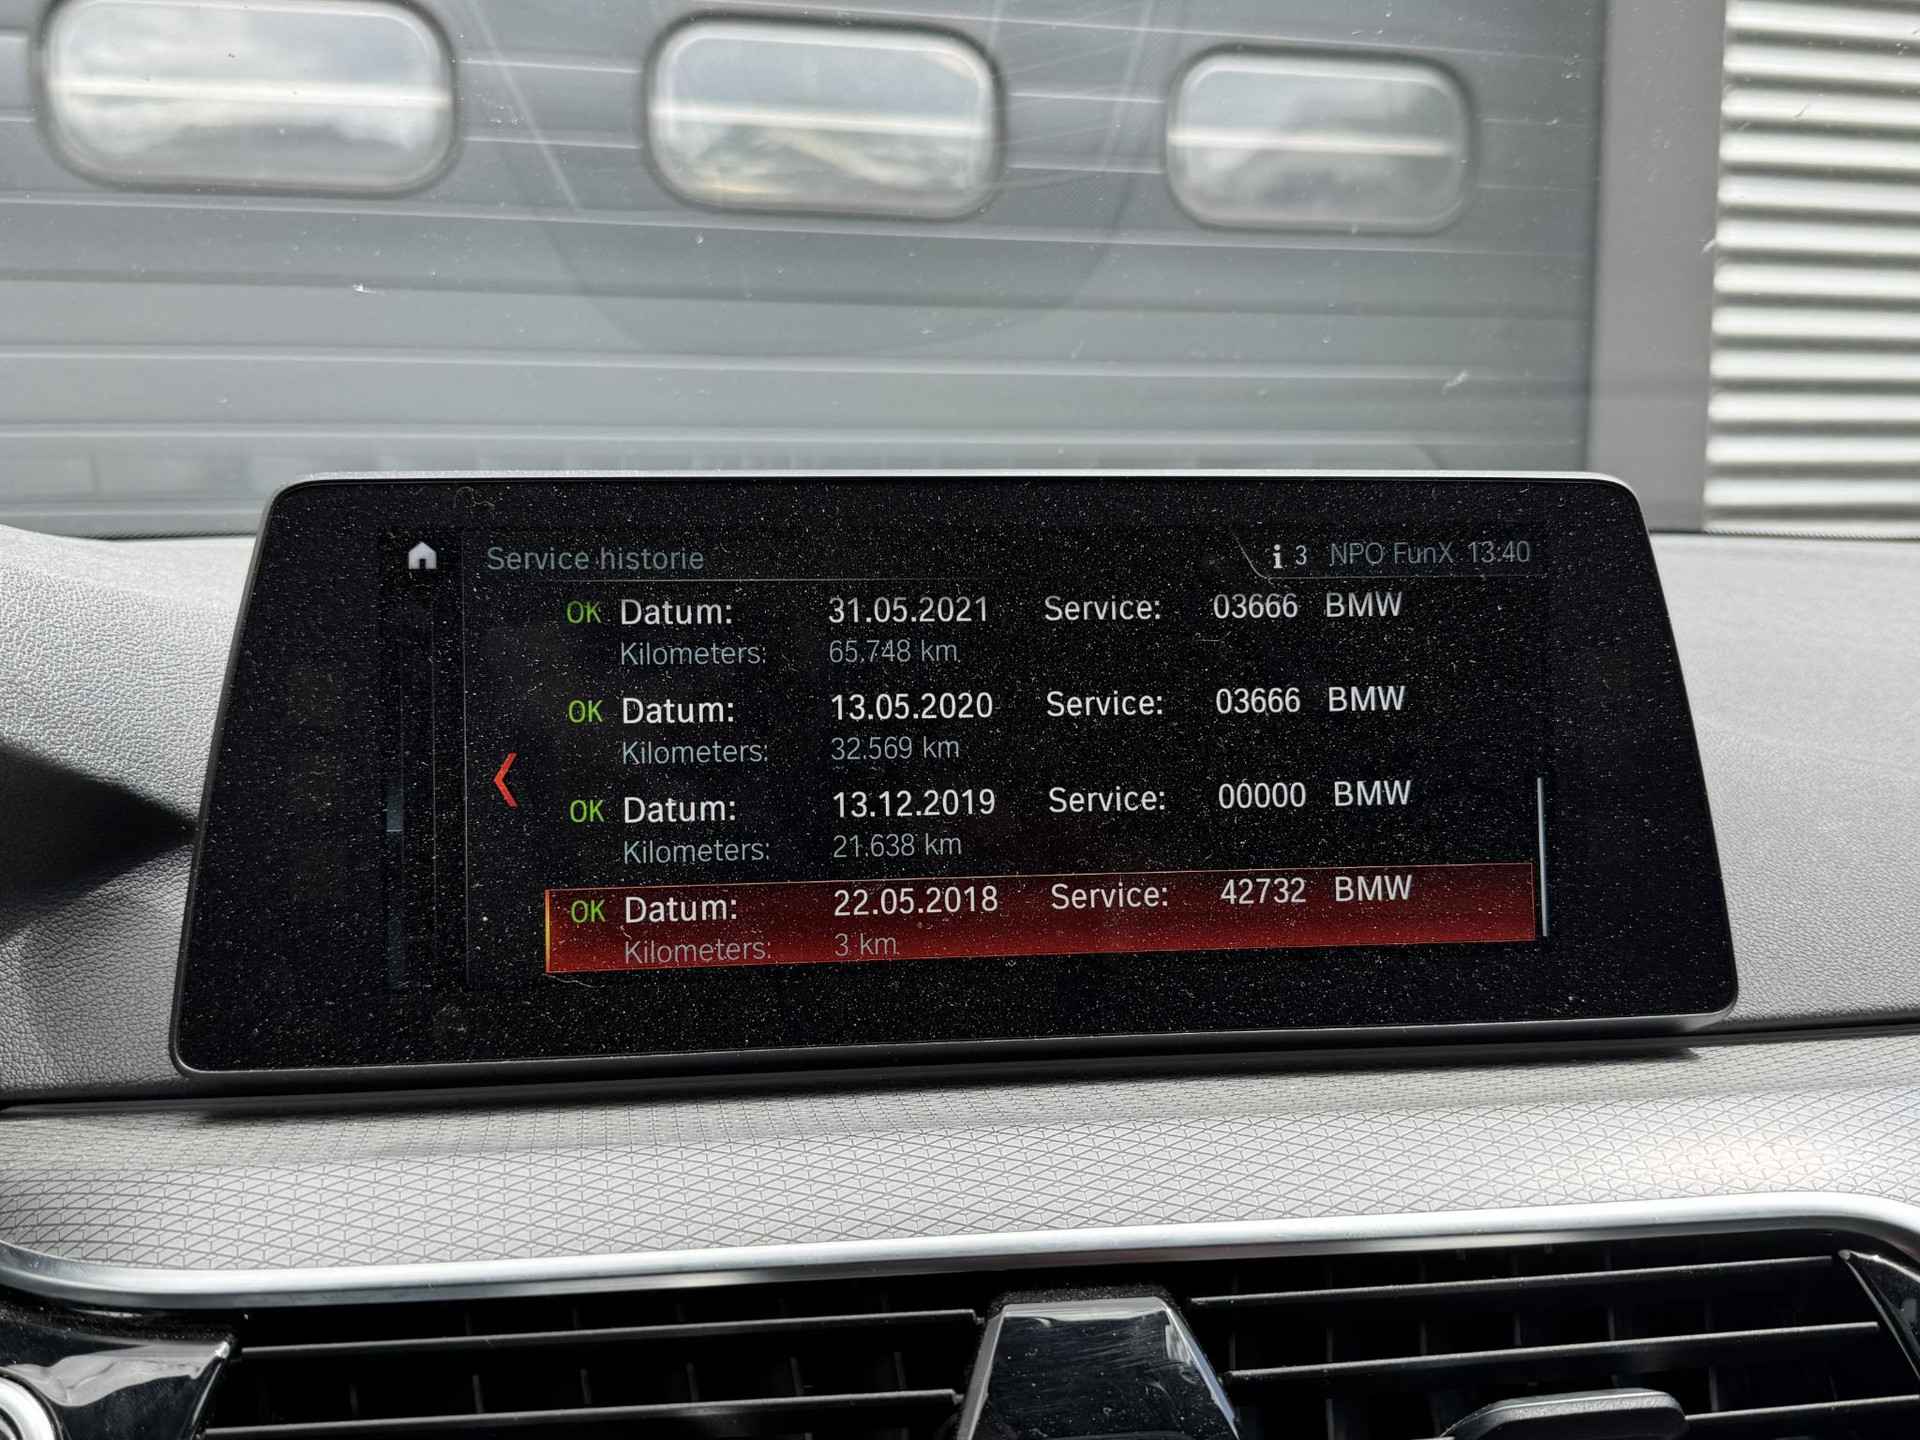 Service historie i 3 NPO FunX 13:40
OK Datum: 31.05.2021 Service: 03666 BMW
Kilometers: 65.748 km
OK Datum: 13.05.2020 Service: 03666 BMW
Kilometers: 32.569 km
OK Datum: 13.12.2019 Service: 00000 BMW
Kilometers: 21.638 km
OK Datum: 22.05.2018 Service: 42732 BMW
Kilometers: 3 km